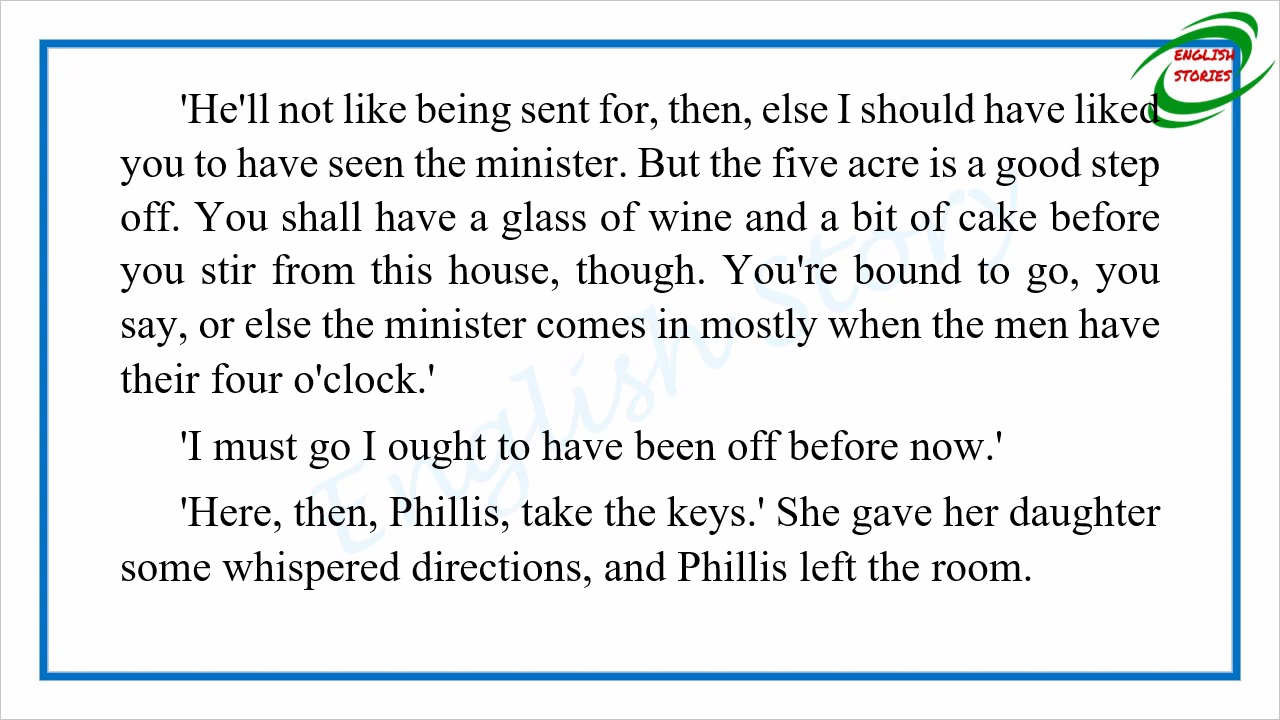 ENGLISH
STORIES
'He'll not like being sent for, then, else I should have liked
you to have seen the minister. But the five acre is a good step
off. You shall have a glass of wine and a bit of cake before
you stir from this house, though. You're bound to go, you
say, or else the minister comes in mostly when the men have
their four o'clock.'
'I must go I ought to have been off before now.'
'Here, then, Phillis, take the keys.' She gave her daughter
some whispered directions, and Phillis left the room.
English Story